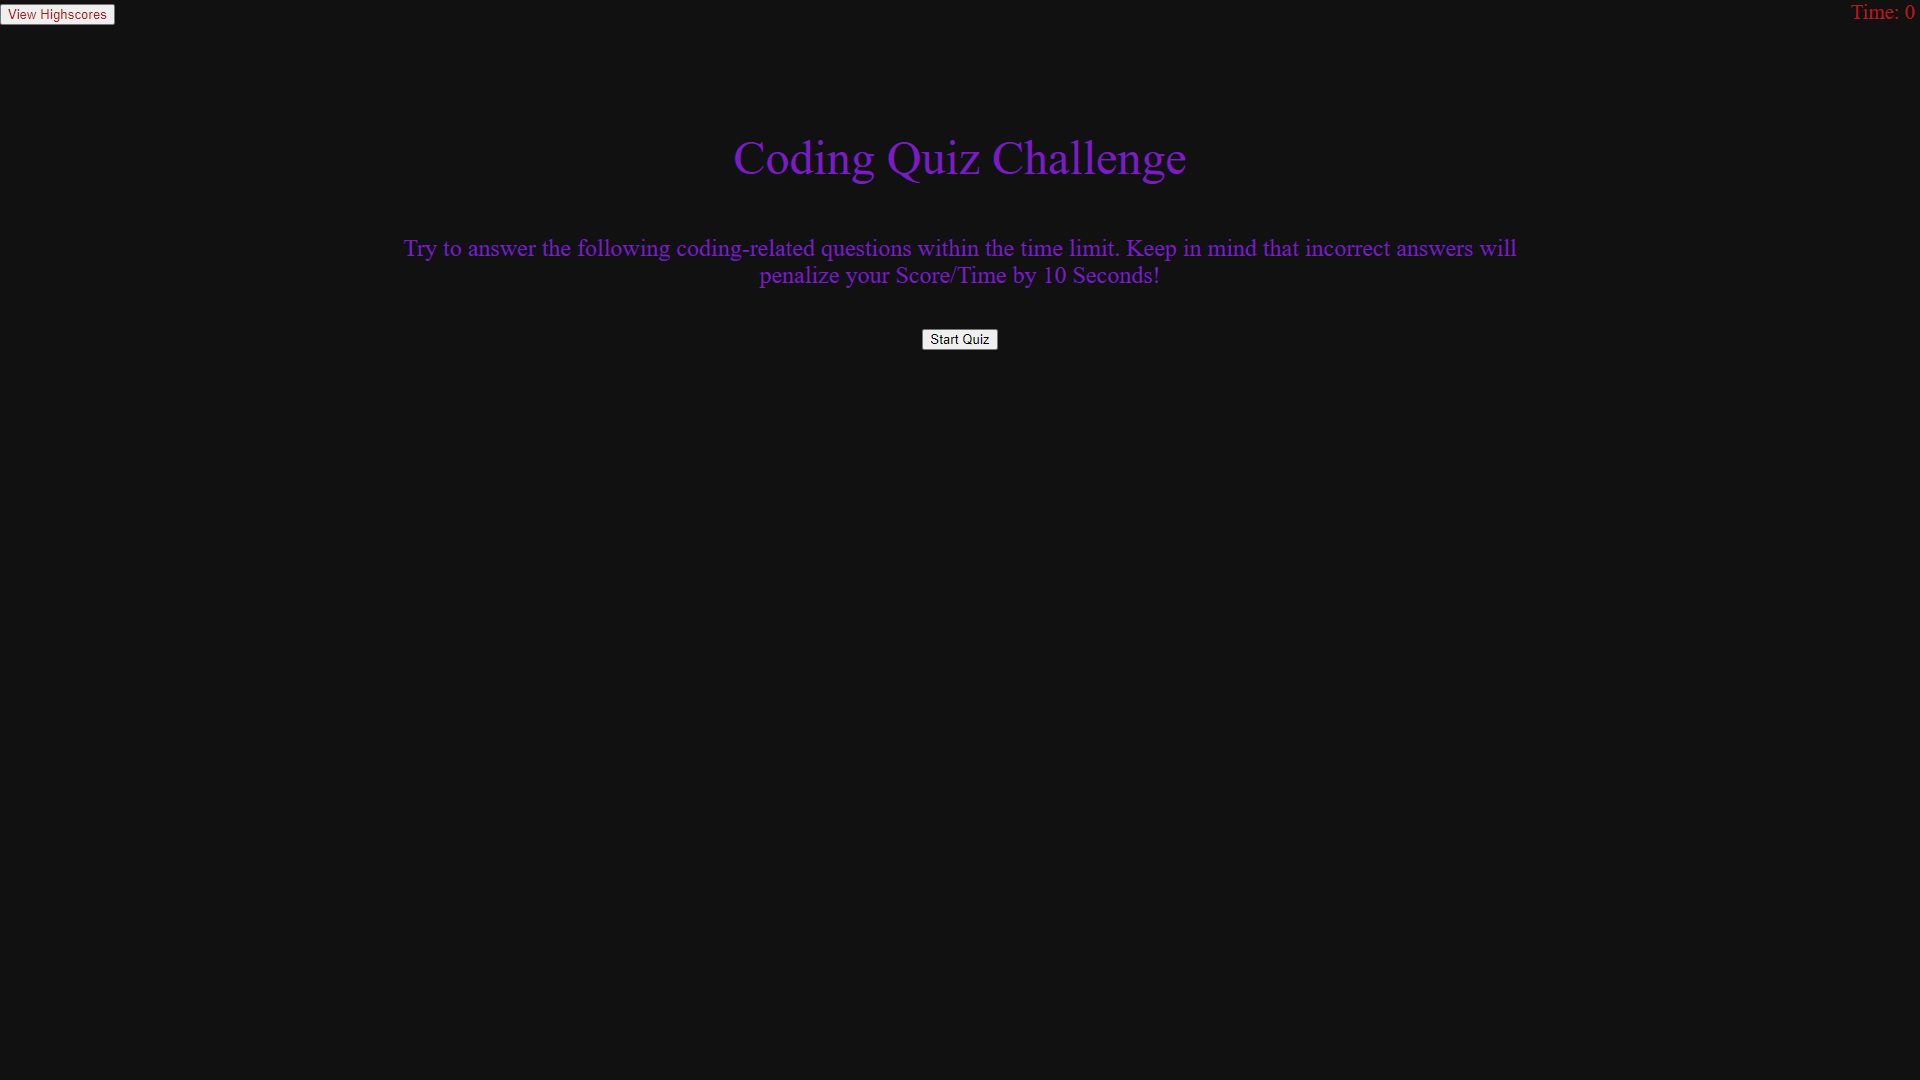 View Highscores
Time: 0
Coding Quiz Challenge
Try to answer the following coding-related questions within the time limit. Keep in mind that incorrect answers will
penalize your Score/Time by 10 Seconds!
Start Quiz